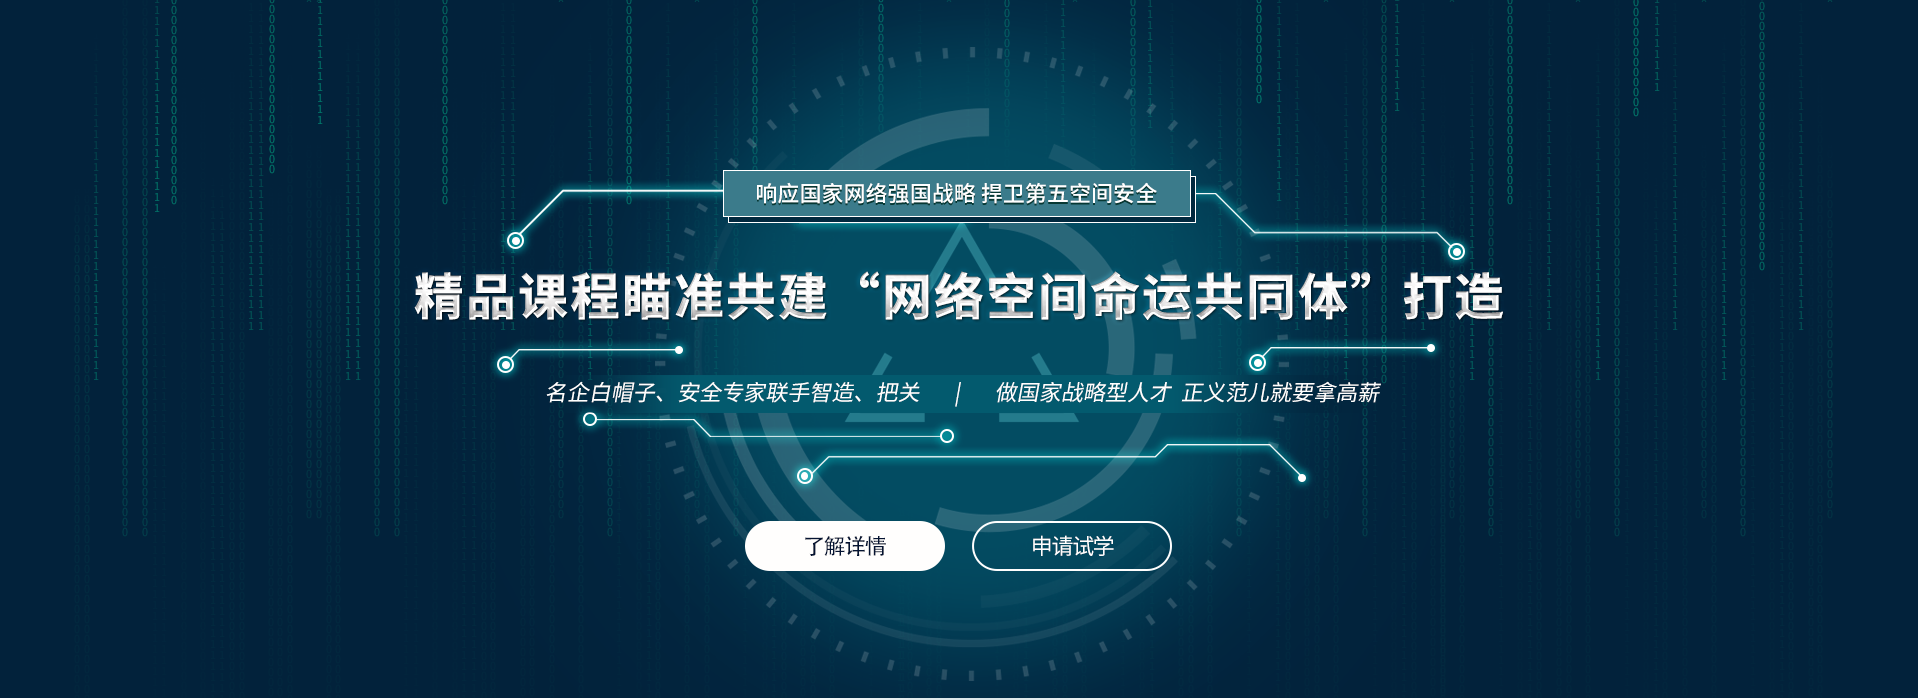 响应国家网络强国战略 捍卫第五空间安全
精品课程瞄准共建“网络空间命运共同体”打造
名企白帽子、安全专家联手智造、把关 | 做国家战略型人才 正义范儿就要拿高薪
了解详情 申请试学